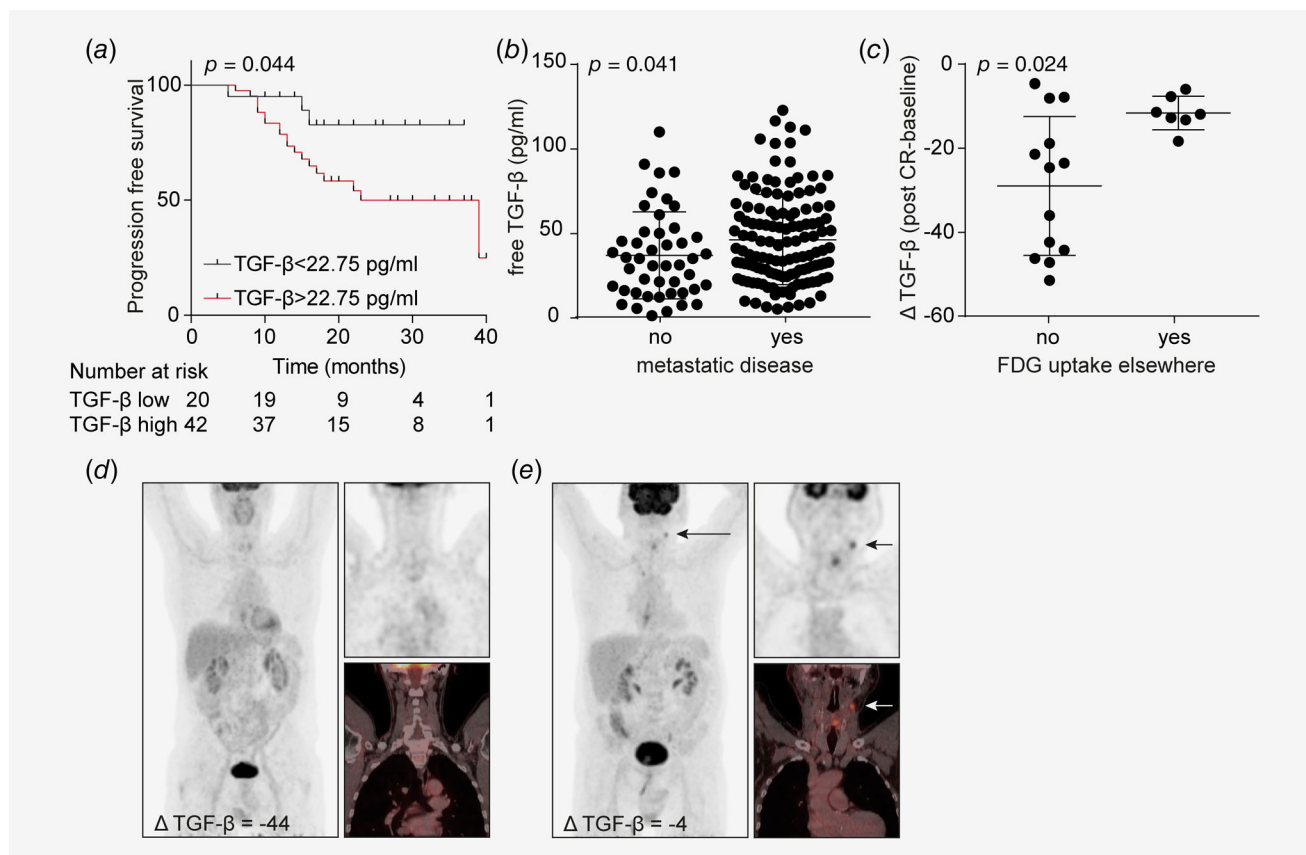 (a)
p = 0.044
Progression free survival
100
50
0
TGF-β<22.75 pg/ml
TGF-β>22.75 pg/ml
0 10 20 30 40
Time (months)
Number at risk
TGF-β low 20 19 9 4 1
TGF-β high 42 37 15 8 1
(b)
p = 0.041
free TGF-β (pg/ml)
150
100
50
0
no yes
metastatic disease
(c)
p = 0.024
Δ TGF-β (post CR-baseline)
0
-20
-40
-60
no yes
FDG uptake elsewhere
(d)
Δ TGF-β = -44
(e)
Δ TGF-β = -4